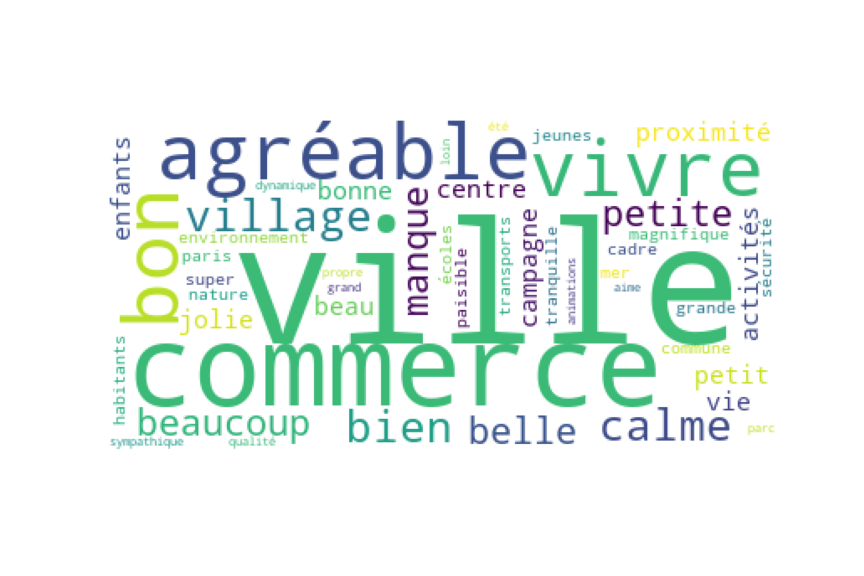 été
agréable
jeunes
proximité
enfants
loin
vivre
dynamique
bonne
centre
manque
bon
village
petite
environnement
écoles
transports
campagne
tranquille
magnifique
activités
sécurité
paris
cadre
super
propre
paisible
animations
mer
nature
grand
aime
ville
beau
grande
jolie
habitants
commerce
commune
petit
vie
beaucoup
bien
belle
calme
parc
sympathique
qualité